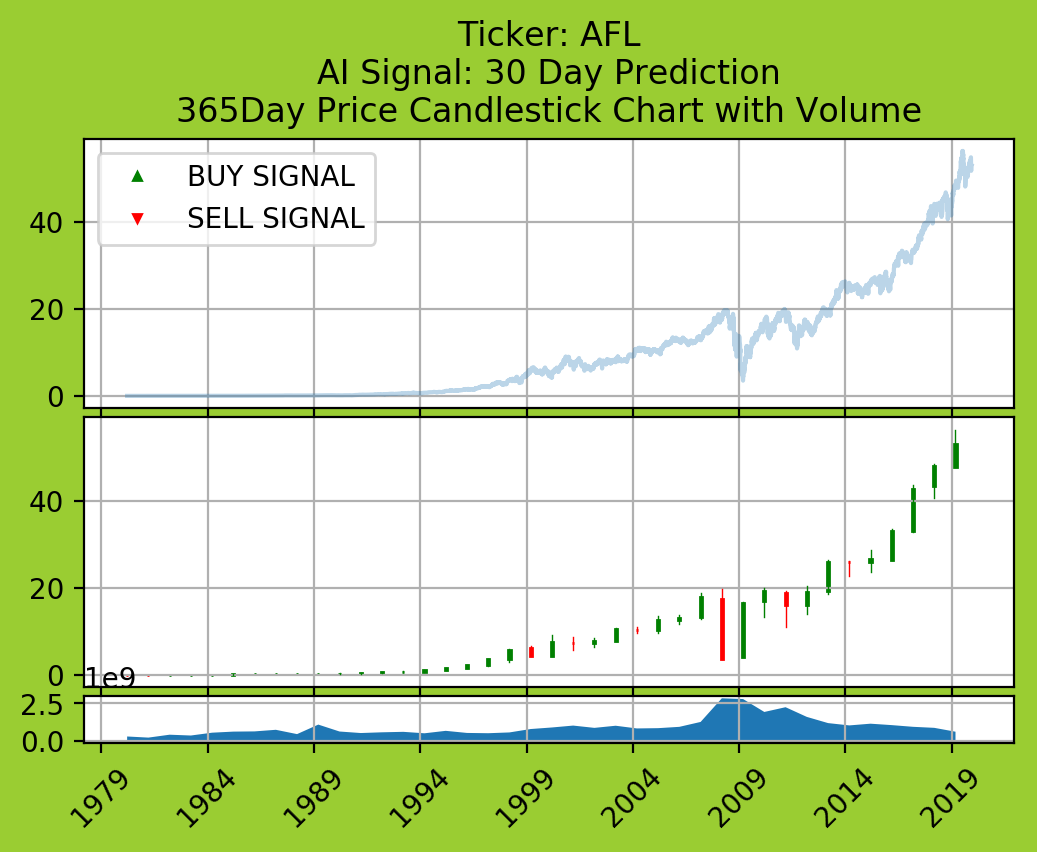 Ticker: AFL
AI Signal: 30 Day Prediction
365Day Price Candlestick Chart with Volume
BUY SIGNAL
SELL SIGNAL
40
20
0
40
20
0
1e9
2.5
0.0
1979
1984
1989
1994
1999
2004
2009
2014
2019